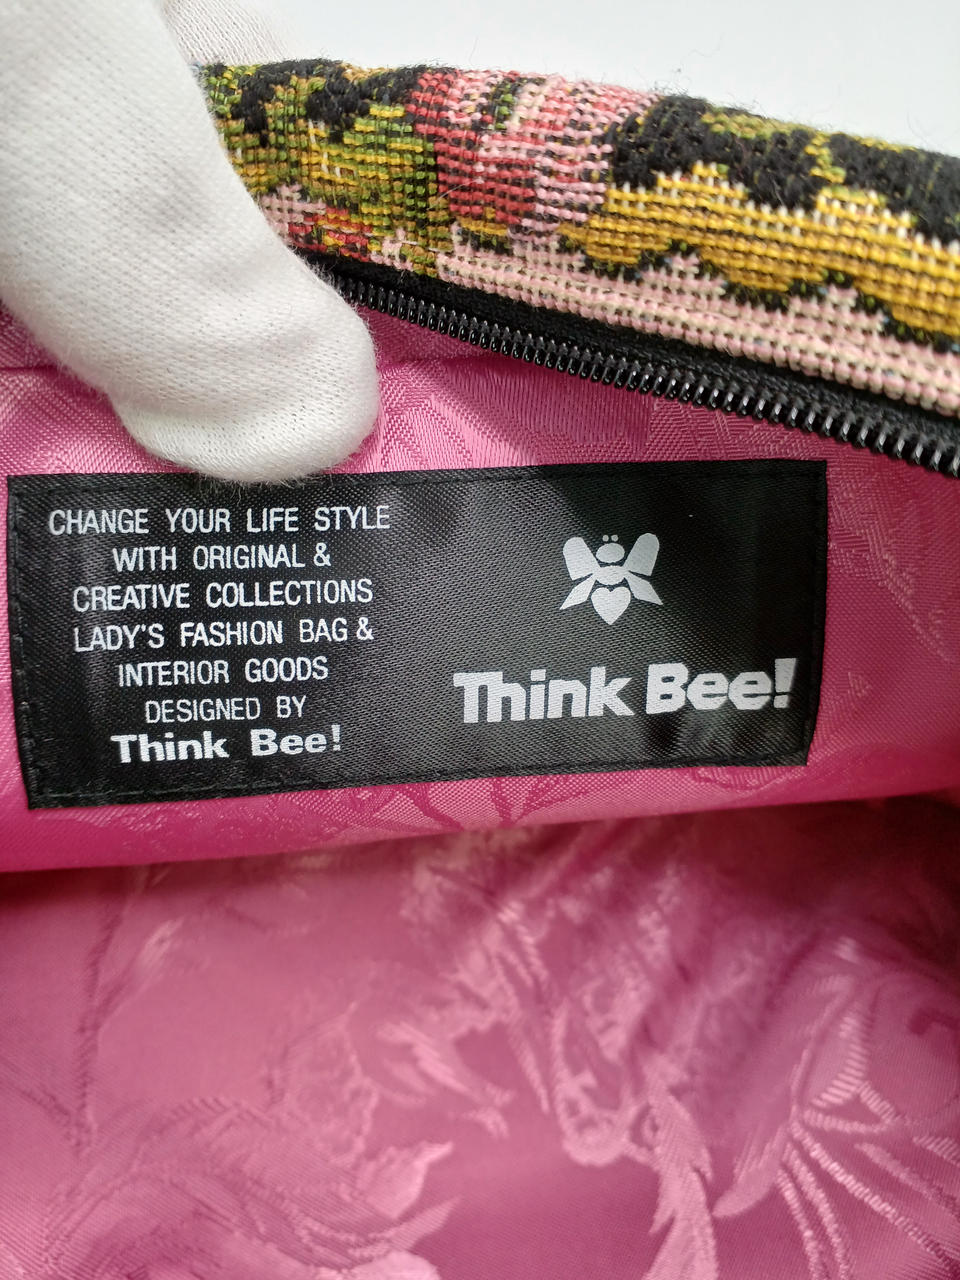 CHANGE YOUR LIFE STYLE
WITH ORIGINAL &
CREATIVE COLLECTIONS
LADY'S FASHION BAG &
INTERIOR GOODS
DESIGNED BY
Think Bee!
Think Bee!